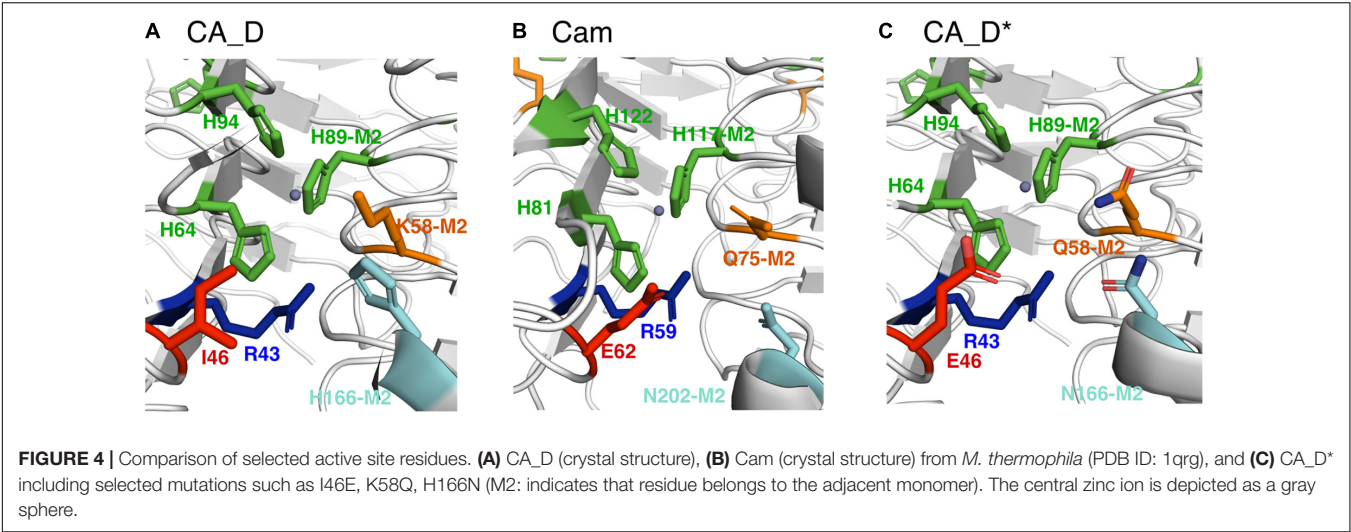 A CA_D
B Cam
C CA_D*
H94
H89-M2
H64
K58-M2
I46
R43
H166-M2
H122
H117-M2
H81
Q75-M2
R59
E62
N202-M2
H94
H89-M2
H64
Q58-M2
R43
E46
N166-M2
FIGURE 4 | Comparison of selected active site residues. (A) CA_D (crystal structure), (B) Cam (crystal structure) from M. thermophila (PDB ID: 1qrg), and (C) CA_D*
including selected mutations such as I46E, K58Q, H166N (M2: indicates that residue belongs to the adjacent monomer). The central zinc ion is depicted as a gray
sphere.